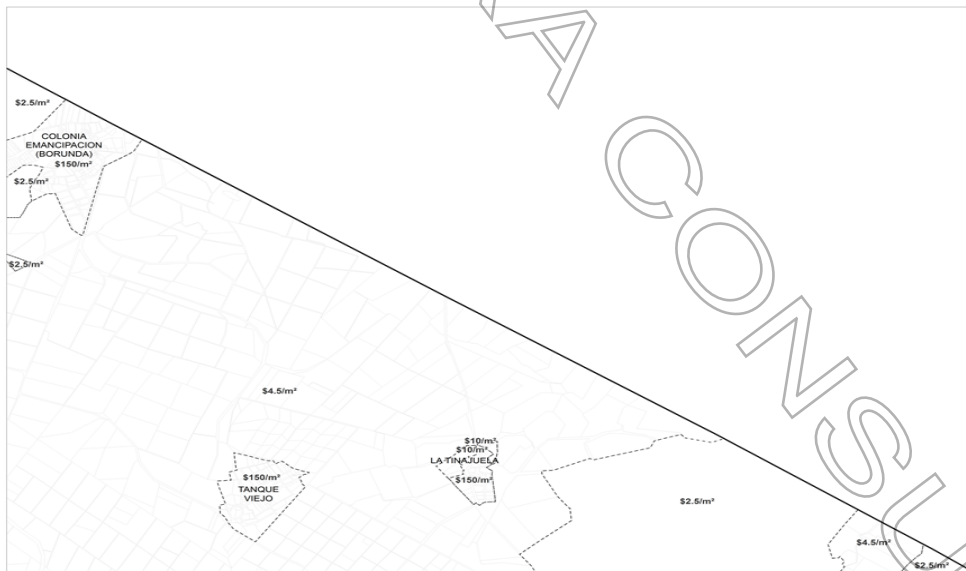 $2.5/m²
COLONIA
EMANCIPACION
(BORUNDA)
$150/m²
$2.5/m²
$2.5/m²
$4.5/m²
$10/m²
$10/m²
LA TINAJUELA
$150/m²
$150/m²
TANQUE
VIEJO
$2.5/m²
$4.5/m²
$2.5/m²
A CONSU